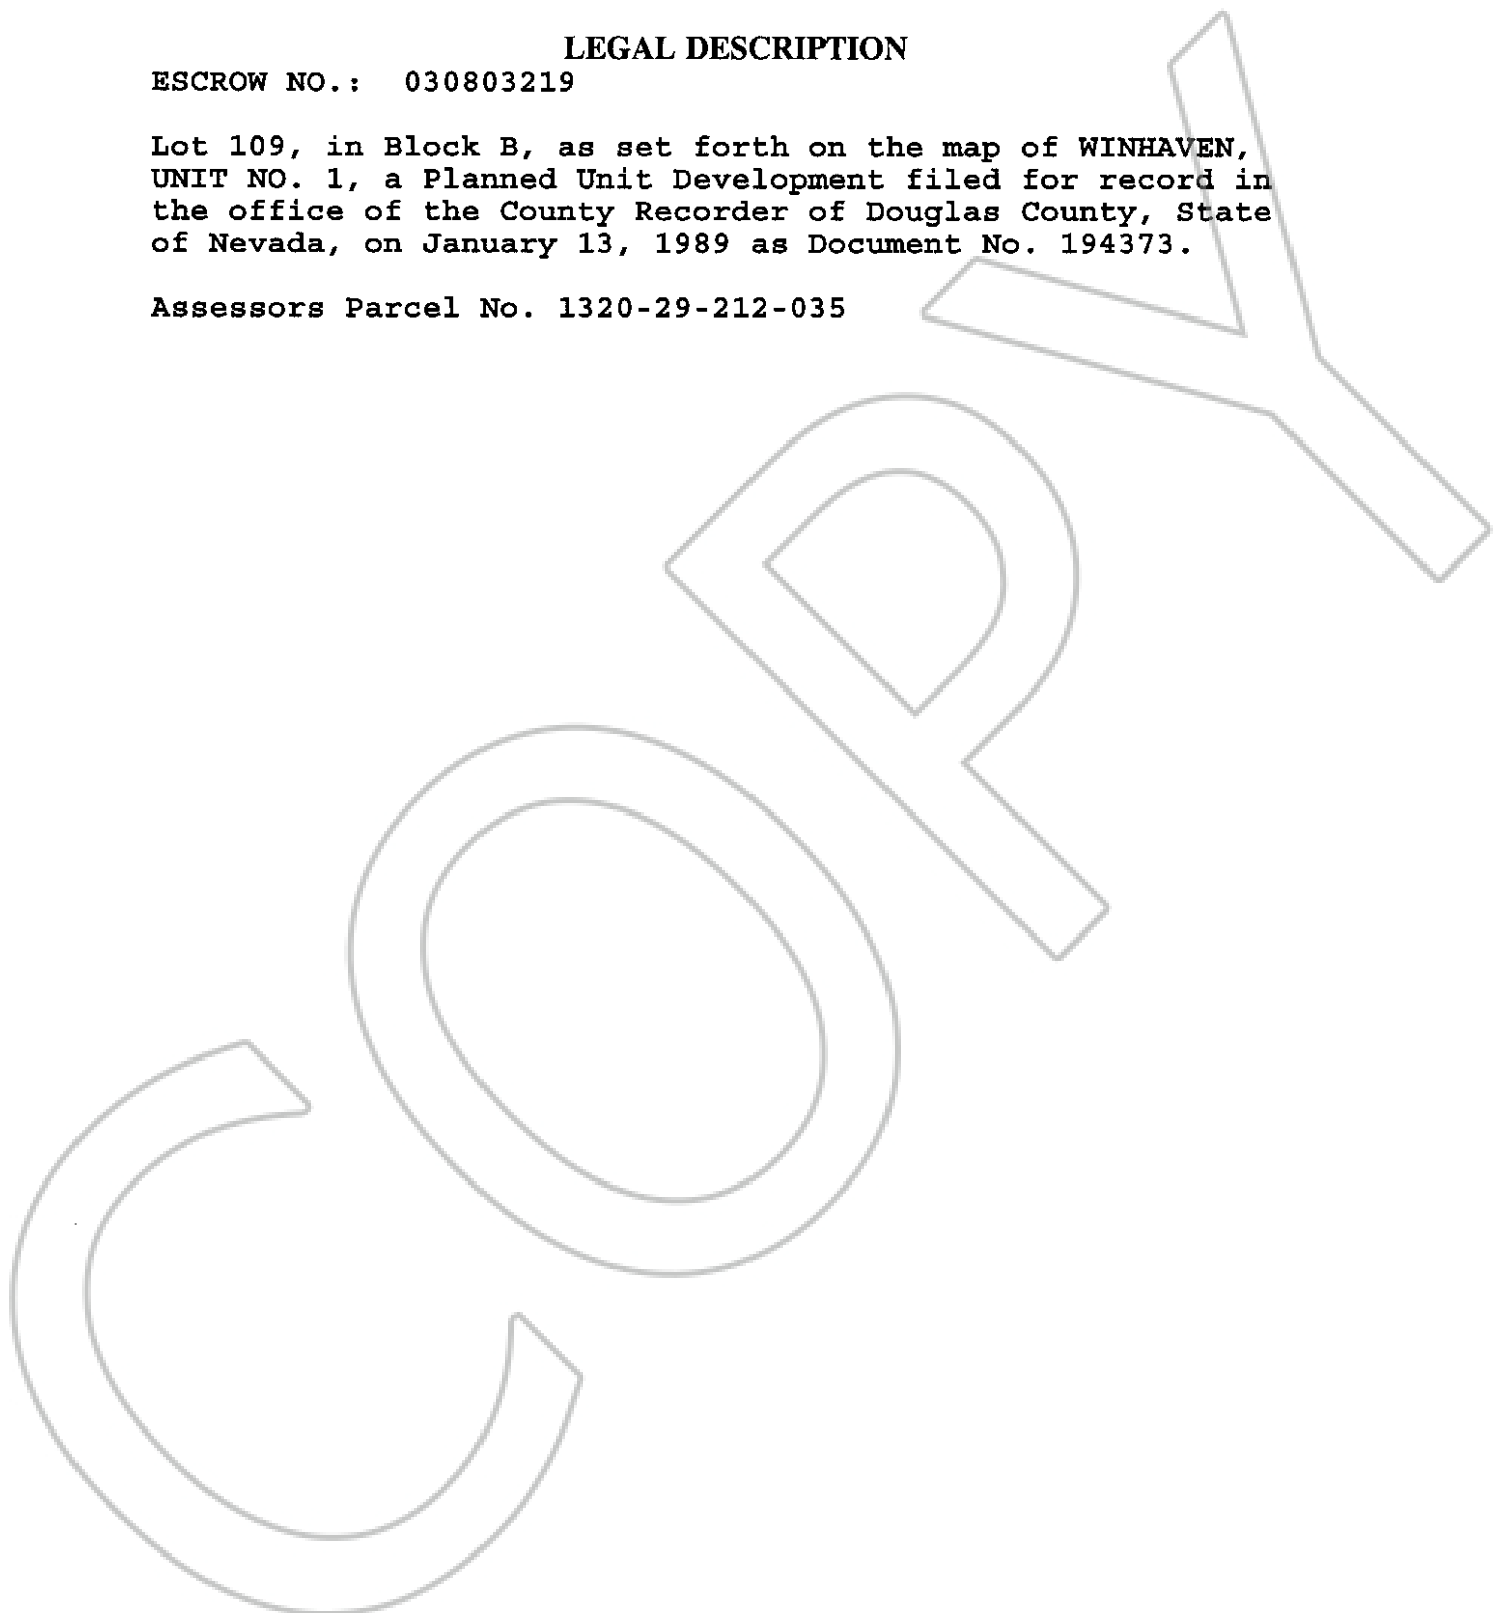 LEGAL DESCRIPTION
ESCROW NO.: 030803219
Lot 109, in Block B, as set forth on the map of WINHAVEN,
UNIT NO. 1, a Planned Unit Development filed for record in
the office of the County Recorder of Douglas County, State
of Nevada, on January 13, 1989 as Document No. 194373.
Assessors Parcel No. 1320-29-212-035
COPY